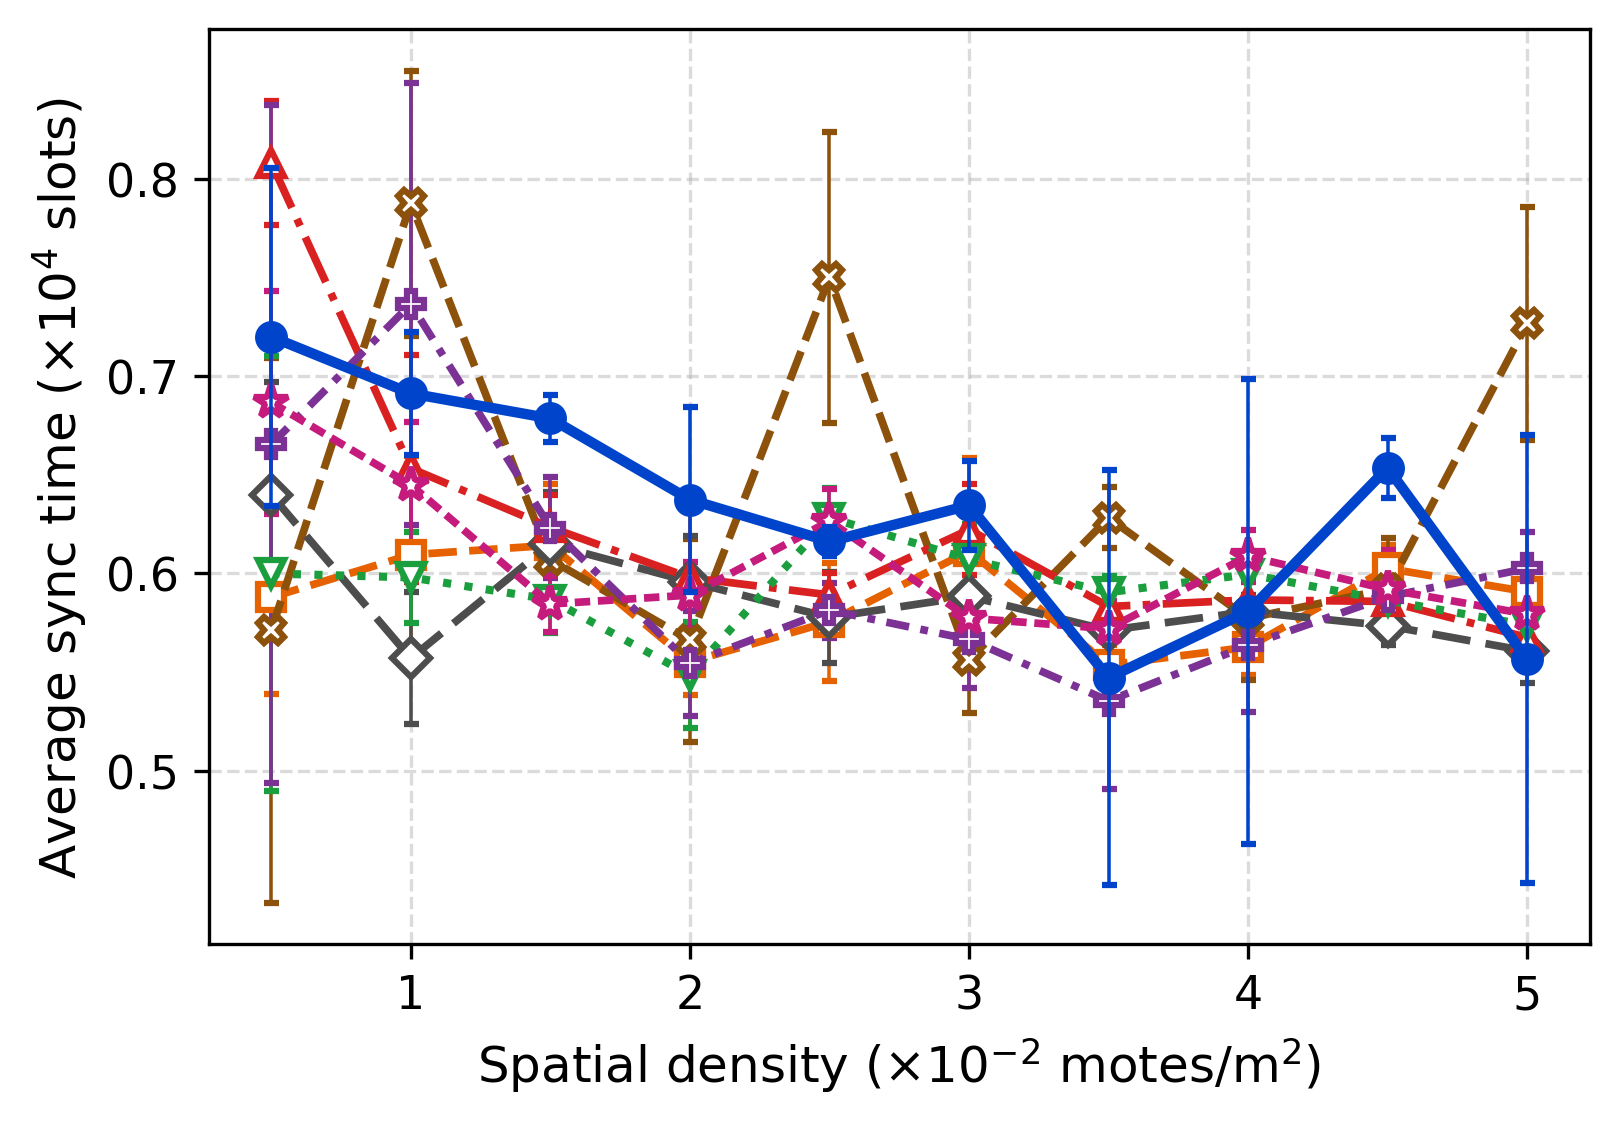 0.8
0.7
0.6
0.5
Average sync time (×10⁴ slots)
1 2 3 4 5
Spatial density (×10⁻² motes/m²)